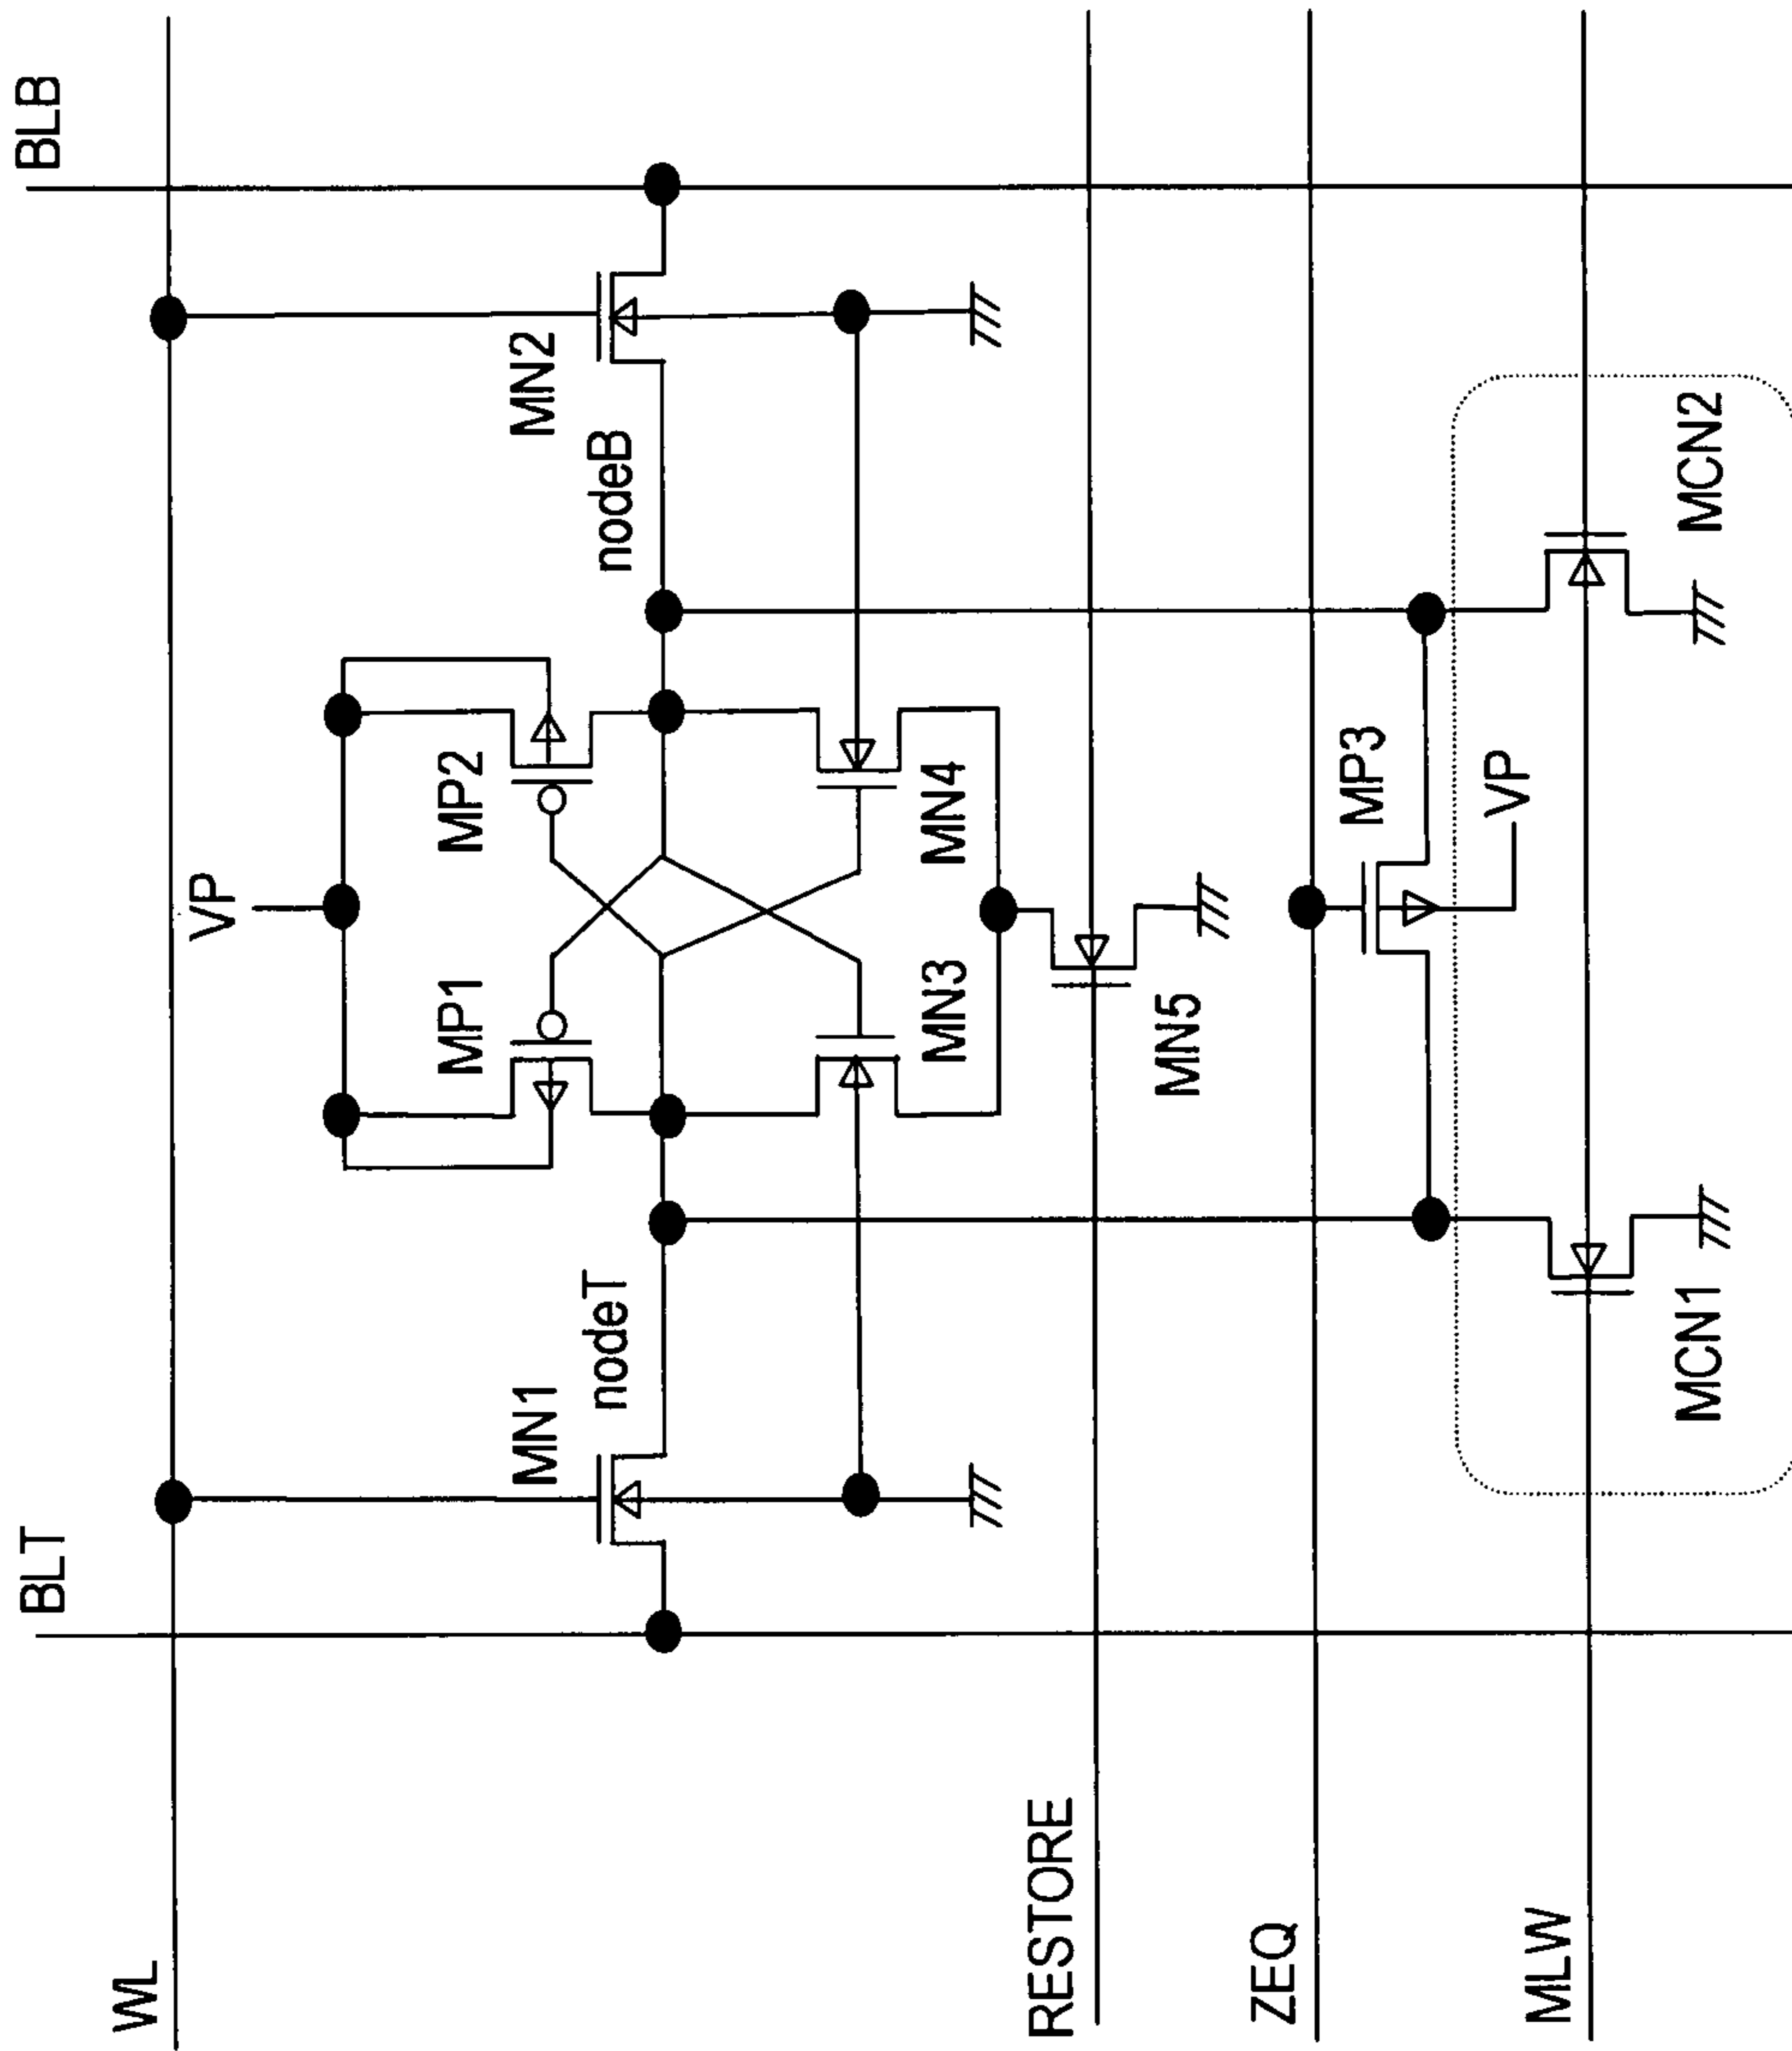 BLT
BLB
WL
VP
MP1
MP2
MN1
MN2
nodeT
nodeB
MN3
MN4
RESTORE
MN5
ZEQ
MP3
VP
MLW
MCN1
MCN2